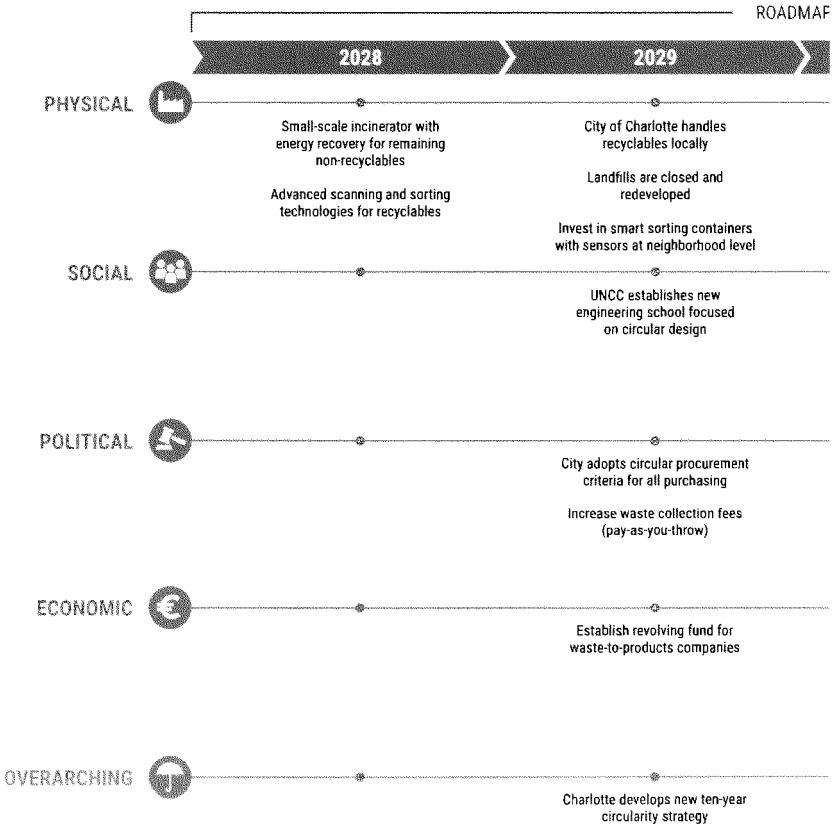 ROADMAP
2028
2029
PHYSICAL
Small-scale incinerator with
energy recovery for remaining
non-recyclables
Advanced scanning and sorting
technologies for recyclables
City of Charlotte handles
recyclables locally
Landfills are closed and
redeveloped
Invest in smart sorting containers
with sensors at neighborhood level
SOCIAL
UNCC establishes new
engineering school focused
on circular design
POLITICAL
City adopts circular procurement
criteria for all purchasing
Increase waste collection fees
(pay-as-you-throw)
ECONOMIC
€
Establish revolving fund for
waste-to-products companies
OVERARCHING
Charlotte develops new ten-year
circularity strategy